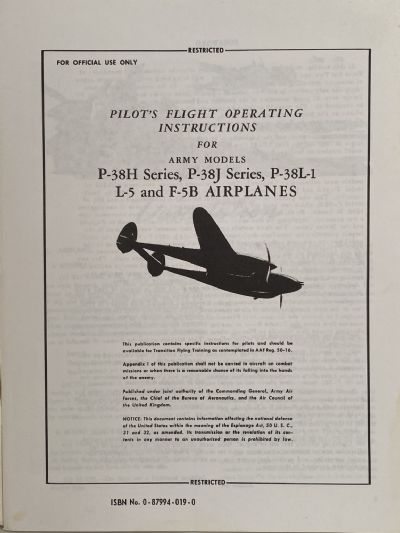 RESTRICTED
FOR OFFICIAL USE ONLY
PILOT'S FLIGHT OPERATING
INSTRUCTIONS
FOR
ARMY MODELS
P-38H Series, P-38J Series, P-38L-1
L-5 and F-5B AIRPLANES
This publication contains specific instructions for pilots and should be
available for Transition Flying Training as contemplated in AAF Reg. 50-16.
Appendix I of this publication shall not be carried in aircraft on combat
missions or when there is a reasonable chance of its falling into the hands
of the enemy.
Published under joint authority of the Commanding General, Army Air
Forces, the Chief of the Bureau of Aeronautics, and the Air Council of
the United Kingdom.
NOTICE: This document contains information affecting the national defense
of the United States within the meaning of the Espionage Act, 50 U. S. C.,
31 and 32, as amended. Its transmission or the revelation of its con-
tents in any manner to an unauthorized person is prohibited by law.
RESTRICTED
ISBN No. 0-87994-019-0